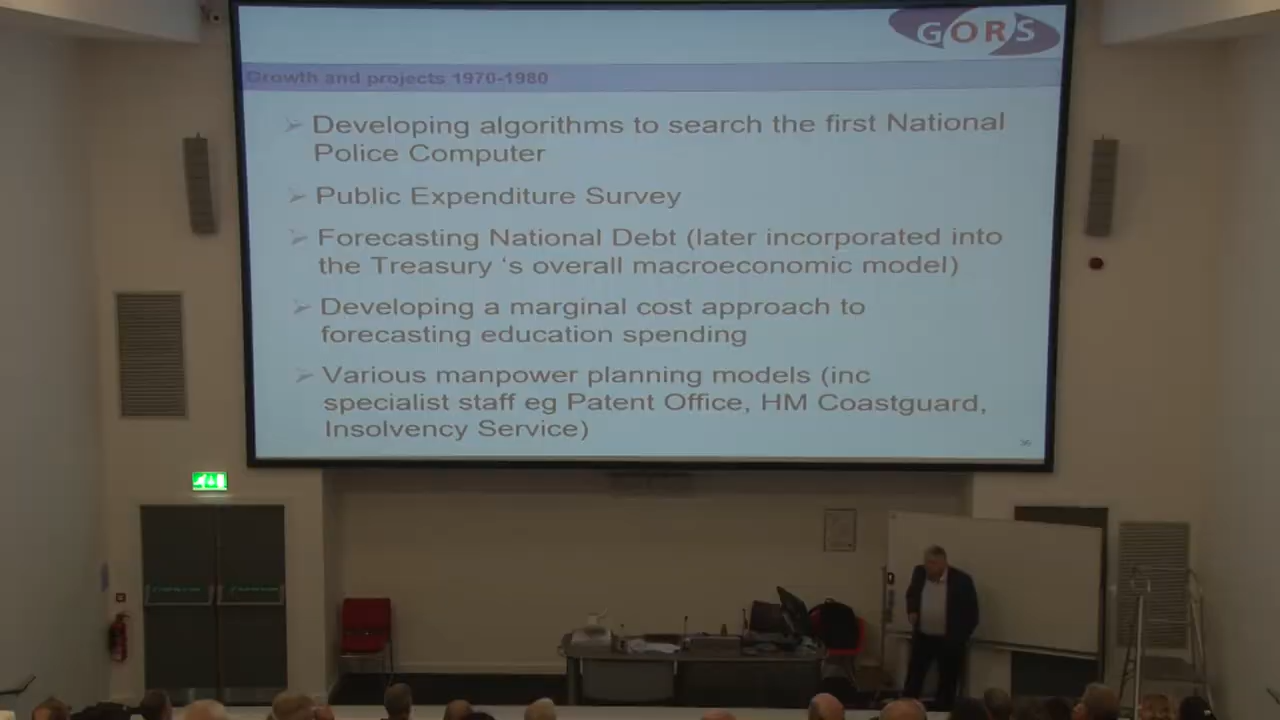 GORS
Growth and projects 1970-1980
Developing algorithms to search the first National
Police Computer
Public Expenditure Survey
Forecasting National Debt (later incorporated into
the Treasury ‘s overall macroeconomic model)
Developing a marginal cost approach to
forecasting education spending
Various manpower planning models (inc
specialist staff eg Patent Office, HM Coastguard,
Insolvency Service)